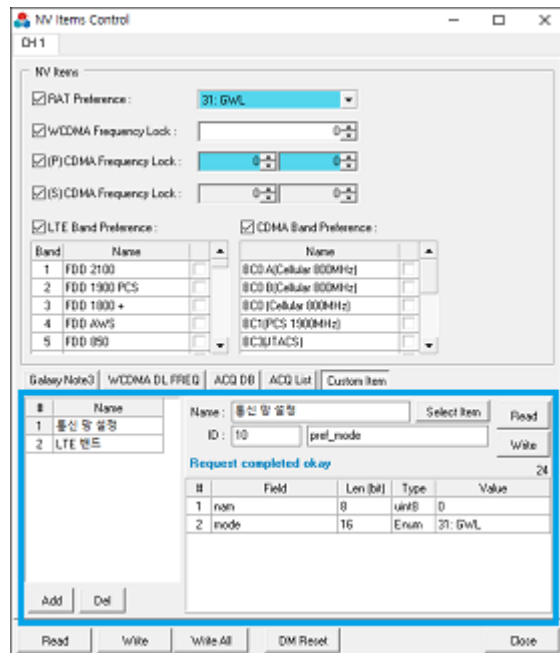 NV Items Control
CH 1
NV Items
RAT Preference :
31: GWL
WCDMA Frequency Lock :
0
(P)CDMA Frequency Lock :
0 0
(S)CDMA Frequency Lock :
0 0
LTE Band Preference : CDMA Band Preference :
Band Name Name
1 FDD 2100 BC0 A(Cellular 800MHz)
2 FDD 1900 PCS BC0 B(Cellular 800MHz)
3 FDD 1800 + BC0 (Cellular 800MHz)
4 FDD AWS BC1(PCS 1900MHz)
5 FDD 850 BC3(JTACS)
Galaxy Note3 WCDMA DL FREQ ACQ DB ACQ List Custom Item
# Name
1 통신 망 설정
2 LTE 밴드
Add Del
Name : 통신 망 설정 Select Item Read
ID : 10 pref_mode Write
Request completed okay 24
# Field Len (bit) Type Value
1 nam 8 uint8 0
2 mode 16 Enum 31: GWL
Read Write Write All DM Reset Close